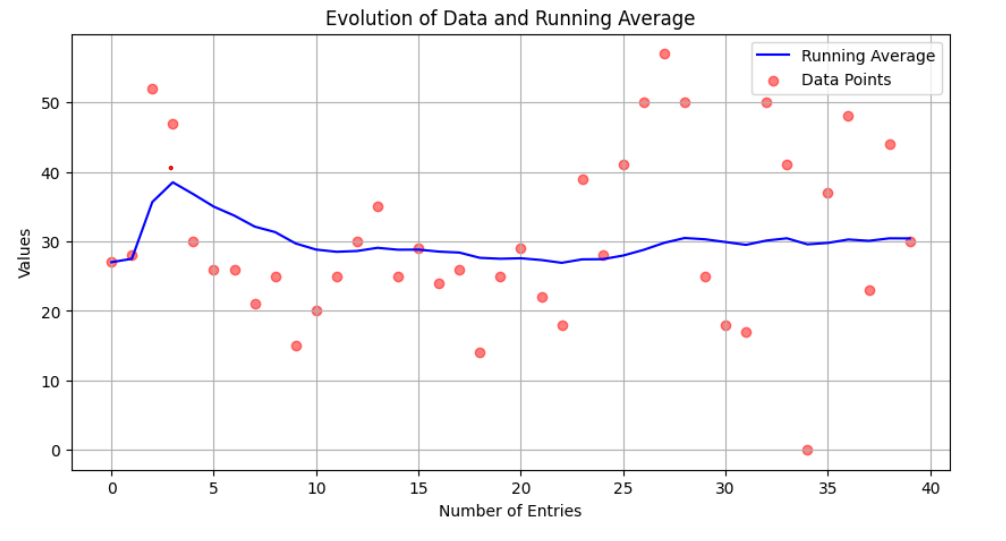 Evolution of Data and Running Average
Running Average
Data Points
Values
50
40
30
20
10
0
0 5 10 15 20 25 30 35 40
Number of Entries